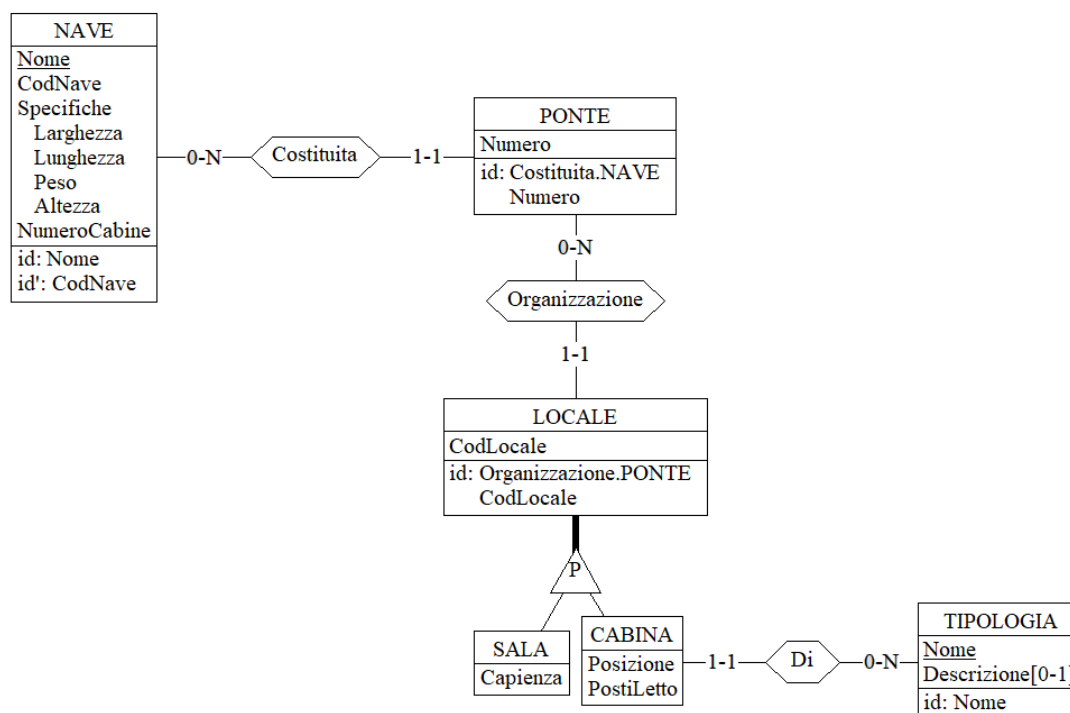 NAVE
Nome
CodNave
Specifiche
Larghezza
Lunghezza
Peso
Altezza
NumeroCabine
id: Nome
id': CodNave
0-N
Costituita
1-1
PONTE
Numero
id: Costituita.NAVE
Numero
0-N
Organizzazione
1-1
LOCALE
CodLocale
id: Organizzazione.PONTE
CodLocale
P
SALA
Capienza
CABINA
Posizione
PostiLetto
1-1
Di
0-N
TIPOLOGIA
Nome
Descrizione[0-1]
id: Nome